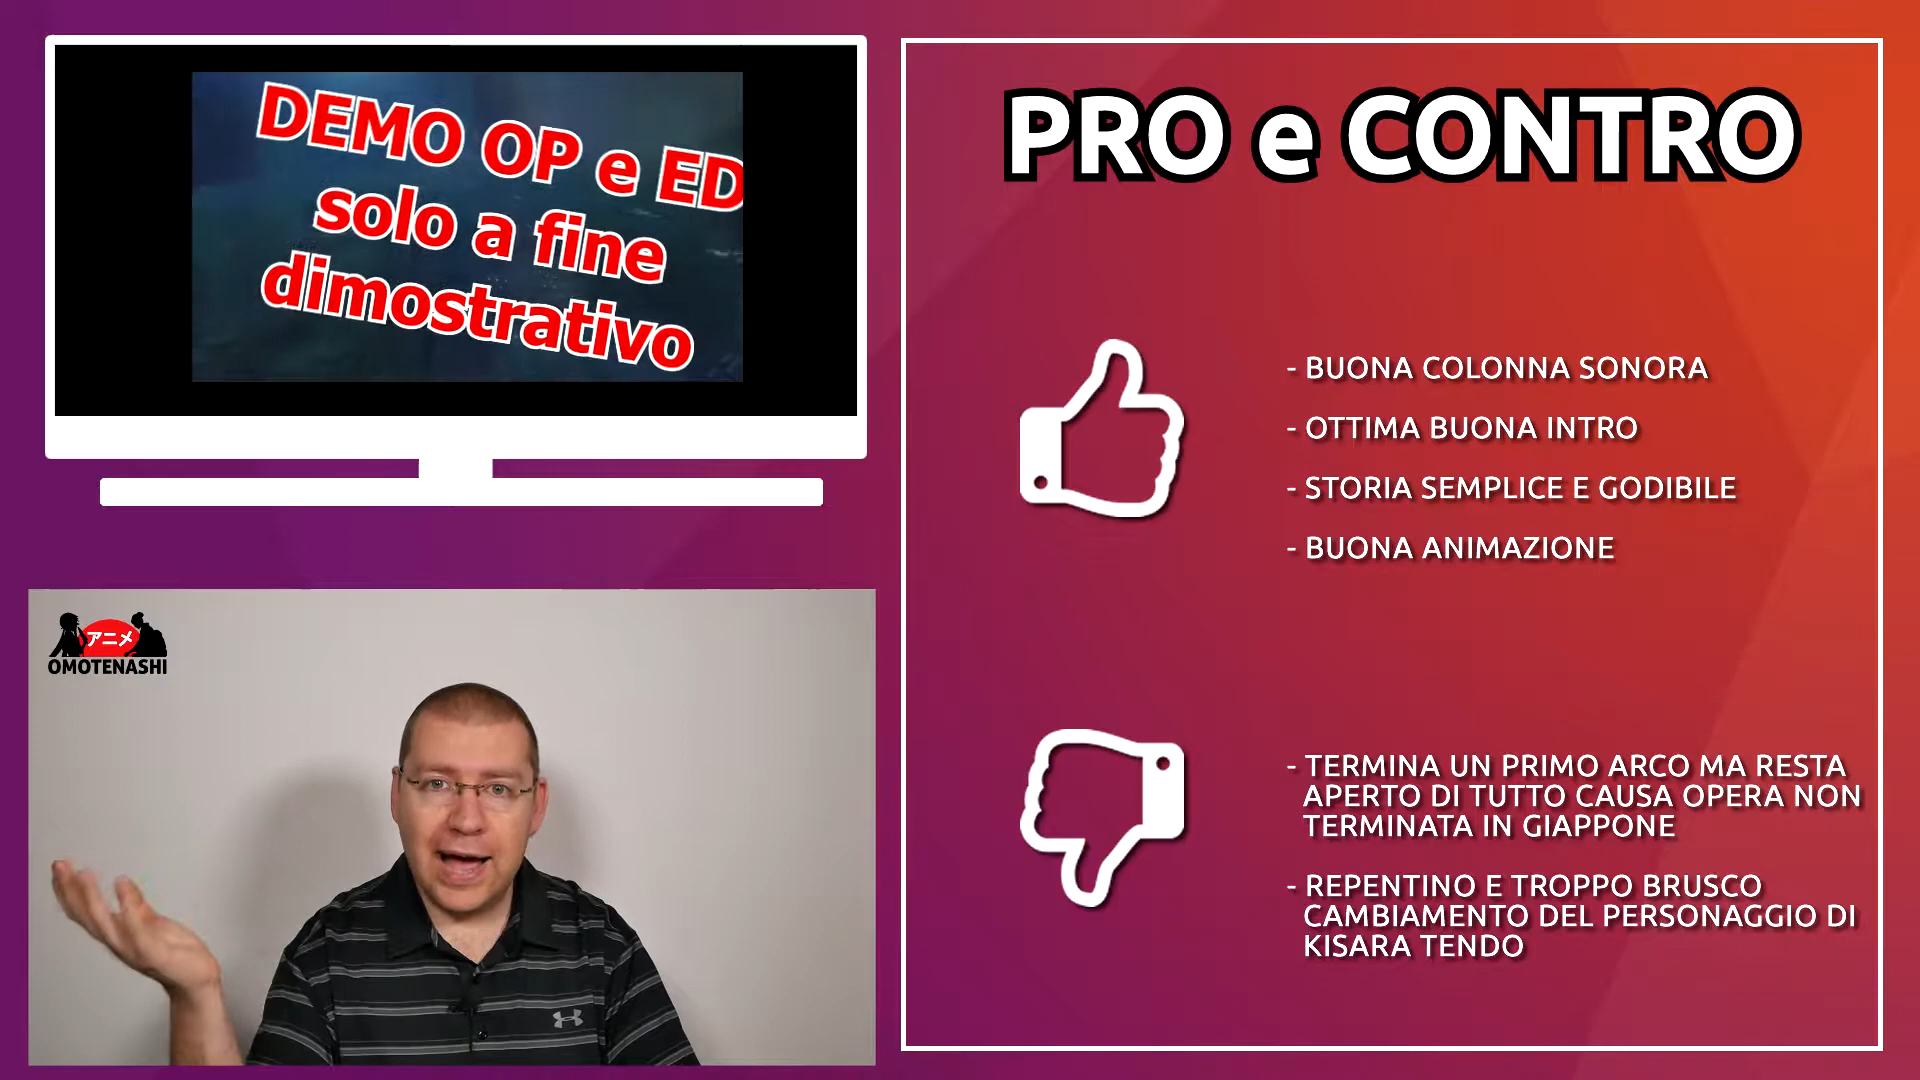 DEMO OP e ED
solo a fine
dimostrativo
アニメ
OMOTENASHI
PRO e CONTRO
- BUONA COLONNA SONORA
- OTTIMA BUONA INTRO
- STORIA SEMPLICE E GODIBILE
- BUONA ANIMAZIONE
- TERMINA UN PRIMO ARCO MA RESTA
APERTO DI TUTTO CAUSA OPERA NON
TERMINATA IN GIAPPONE
- REPENTINO E TROPPO BRUSCO
CAMBIAMENTO DEL PERSONAGGIO DI
KISARA TENDO